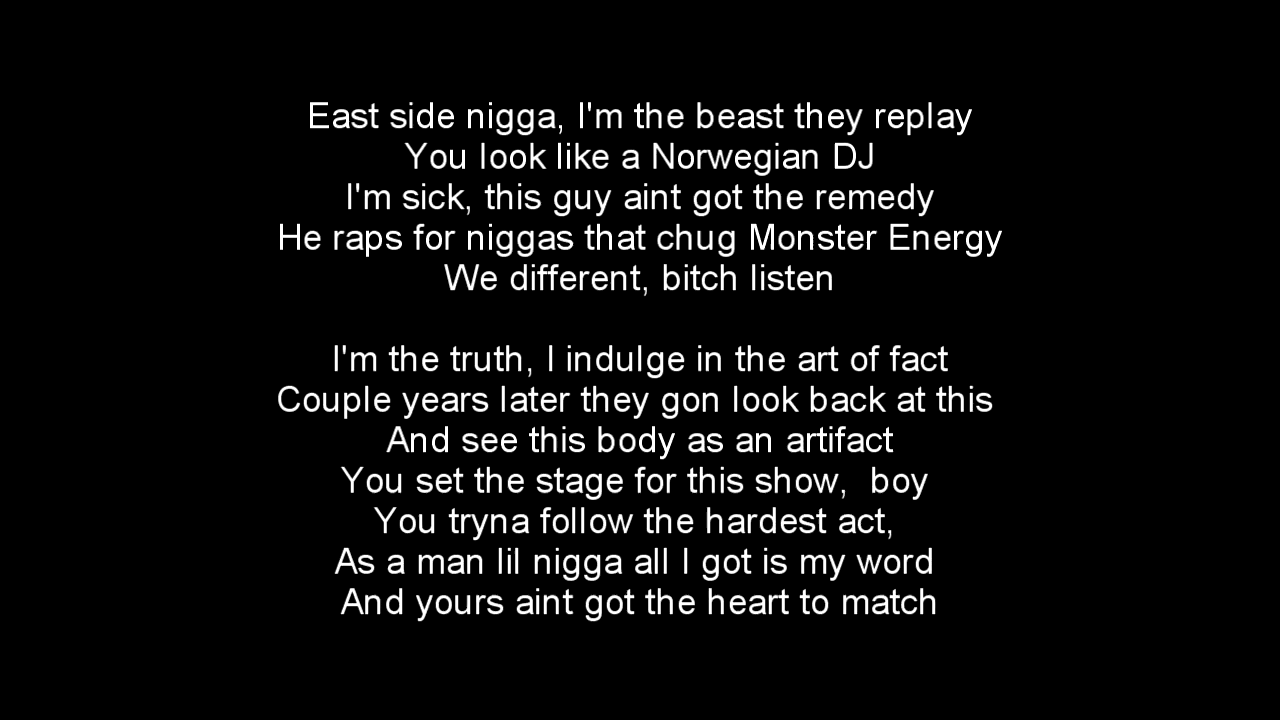 East side nigga, I'm the beast they replay
You look like a Norwegian DJ
I'm sick, this guy aint got the remedy
He raps for niggas that chug Monster Energy
We different, bitch listen
I'm the truth, I indulge in the art of fact
Couple years later they gon look back at this
And see this body as an artifact
You set the stage for this show,  boy
You tryna follow the hardest act,
As a man lil nigga all I got is my word
And yours aint got the heart to match